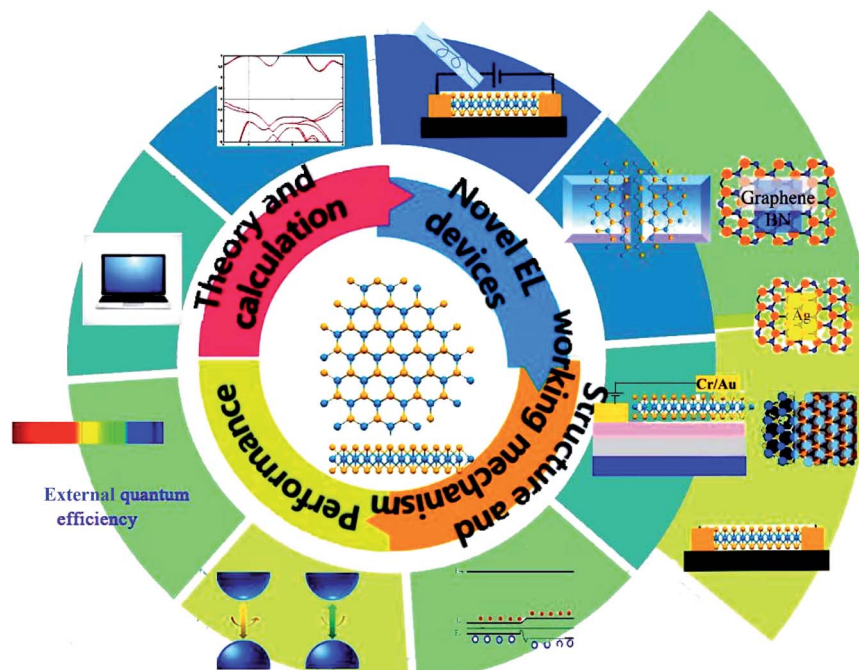 Theory and
calculation
Novel EL
devices
Structure and
working mechanism
Performance
Graphene
BN
Ag
Cr/Au
External quantum
efficiency